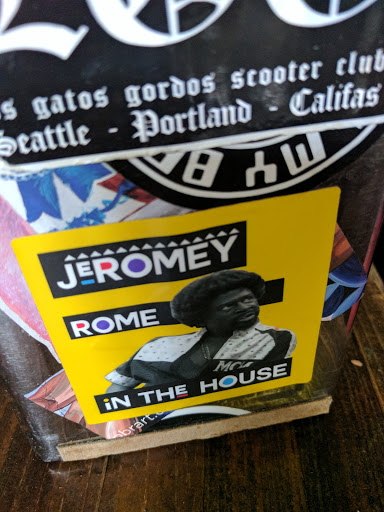 s gatos gordos scooter club
Seattle - Portland - Califas
JEROMEY
ROME
iN THE HOUSE